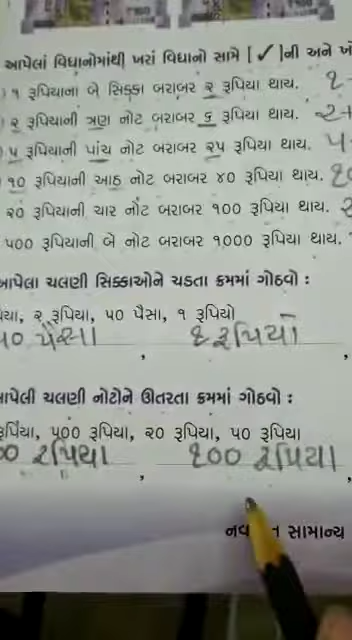 આપેલાં વિધાનોમાંથી ખરાં વિધાનો સામે [ ✓ ] ની અને ખો
૧ રૂપિયાના બે સિક્કા બરાબર ૨ રૂપિયા થાય.
૨ રૂપિયાની ત્રણ નોટ બરાબર ૬ રૂપિયા થાય. ૨+
૫ રૂપિયાની પાંચ નોટ બરાબર ૨૫ રૂપિયા થાય.
૧૦ રૂપિયાની આઠ નોટ બરાબર ૪૦ રૂપિયા થાય.
૨૦ રૂપિયાની ચાર નોટ બરાબર ૧૦૦ રૂપિયા થાય.
૫૦૦ રૂપિયાની બે નોટ બરાબર ૧૦૦૦ રૂપિયા થાય.
આપેલા ચલણી સિક્કાઓને ચડતા ક્રમમાં ગોઠવો :
પિયા, ૨ રૂપિયા, ૫૦ પૈસા, ૧ રૂપિયો
૫૦ પૈસા , ૧ રૂપિયો ,
આપેલી ચલણી નોટોને ઊતરતા ક્રમમાં ગોઠવો :
રૂપિયા, ૫૦૦ રૂપિયા, ૨૦ રૂપિયા, ૫૦ રૂપિયા
૦૦ રૂપિયા , ૧૦૦ રૂપિયા ,
સામાન્ય